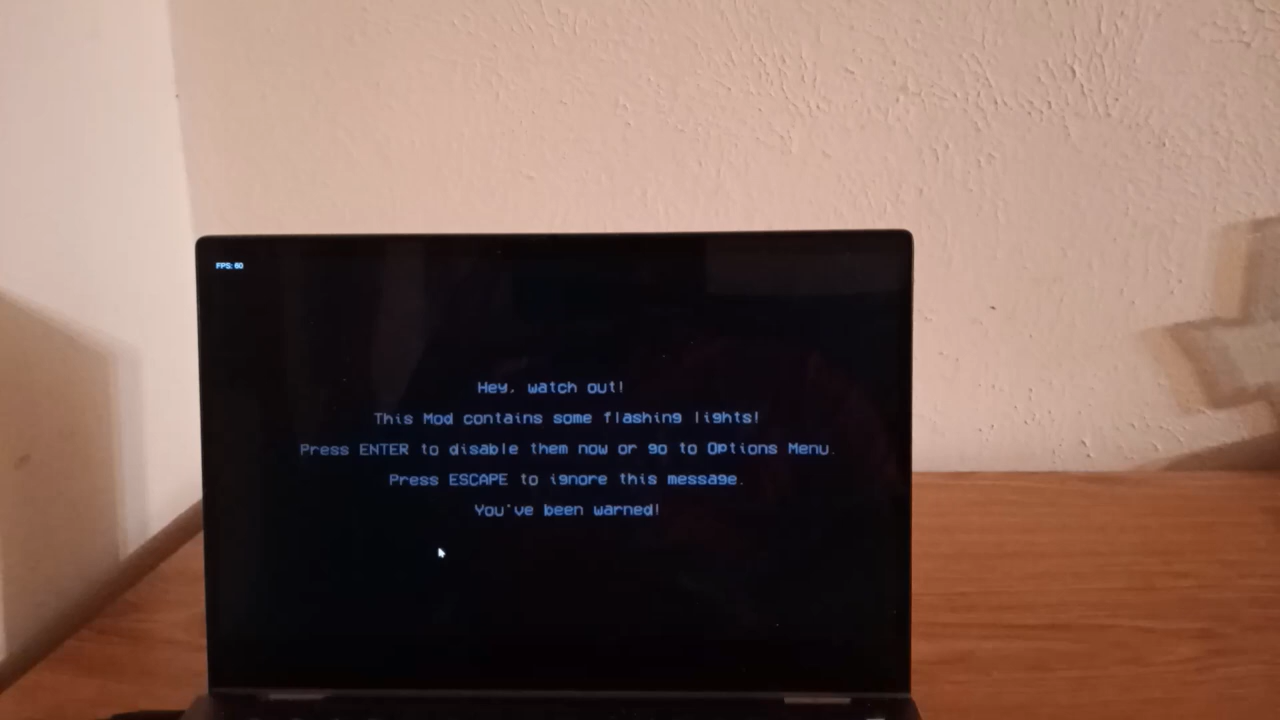 FPS: 60
Hey, watch out!
This Mod contains some flashing lights!
Press ENTER to disable them now or go to Options Menu.
Press ESCAPE to ignore this message.
You've been warned!